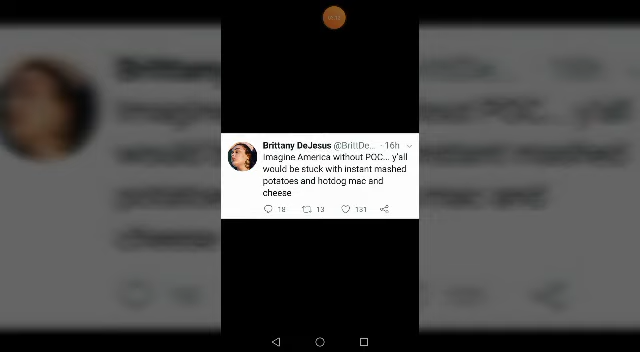 Brittany DeJesus @BrittDe... · 16h
Imagine America without POC... y'all
would be stuck with instant mashed
potatoes and hotdog mac and
cheese
18 13 131